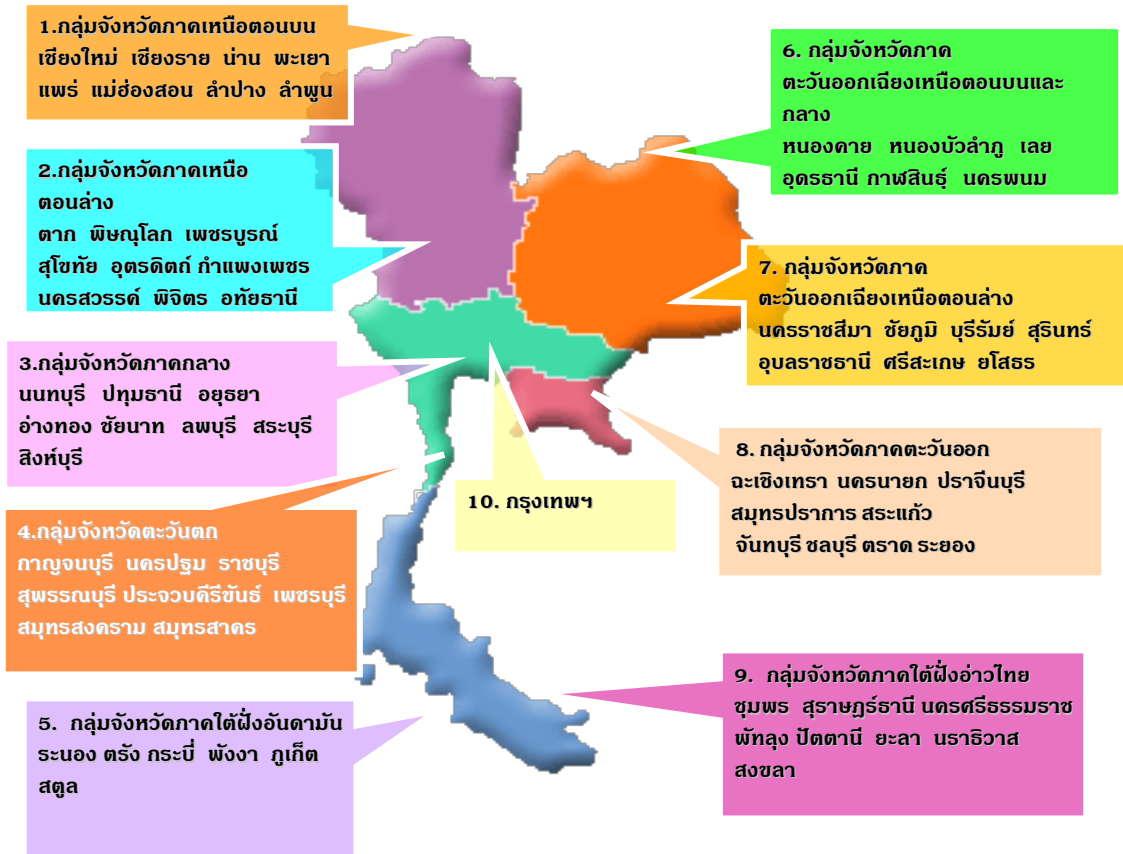 1.กลุ่มจังหวัดภาคเหนือตอนบน
เชียงใหม่ เชียงราย น่าน พะเยา
แพร่ แม่ฮ่องสอน ลำปาง ลำพูน
2.กลุ่มจังหวัดภาคเหนือ
ตอนล่าง
ตาก พิษณุโลก เพชรบูรณ์
สุโขทัย อุตรดิตถ์ กำแพงเพชร
นครสวรรค์ พิจิตร อทัยธานี
3.กลุ่มจังหวัดภาคกลาง
นนทบุรี ปทุมธานี อยุธยา
อ่างทอง ชัยนาท ลพบุรี สระบุรี
สิงห์บุรี
4.กลุ่มจังหวัดตะวันตก
กาญจนบุรี นครปฐม ราชบุรี
สุพรรณบุรี ประจวบคีรีขันธ์ เพชรบุรี
สมุทรสงคราม สมุทรสาคร
5. กลุ่มจังหวัดภาคใต้ฝั่งอันดามัน
ระนอง ตรัง กระบี่ พังงา ภูเก็ต
สตูล
6. กลุ่มจังหวัดภาค
ตะวันออกเฉียงเหนือตอนบนและ
กลาง
หนองคาย หนองบัวลำภู เลย
อุดรธานี กาฬสินธุ์ นครพนม
7. กลุ่มจังหวัดภาค
ตะวันออกเฉียงเหนือตอนล่าง
นครราชสีมา ชัยภูมิ บุรีรัมย์ สุรินทร์
อุบลราชธานี ศรีสะเกษ ยโสธร
8. กลุ่มจังหวัดภาคตะวันออก
ฉะเชิงเทรา นครนายก ปราจีนบุรี
สมุทรปราการ สระแก้ว
จันทบุรี ชลบุรี ตราด ระยอง
9. กลุ่มจังหวัดภาคใต้ฝั่งอ่าวไทย
ชุมพร สุราษฎร์ธานี นครศรีธรรมราช
พัทลุง ปัตตานี ยะลา นราธิวาส
สงขลา
10. กรุงเทพฯ